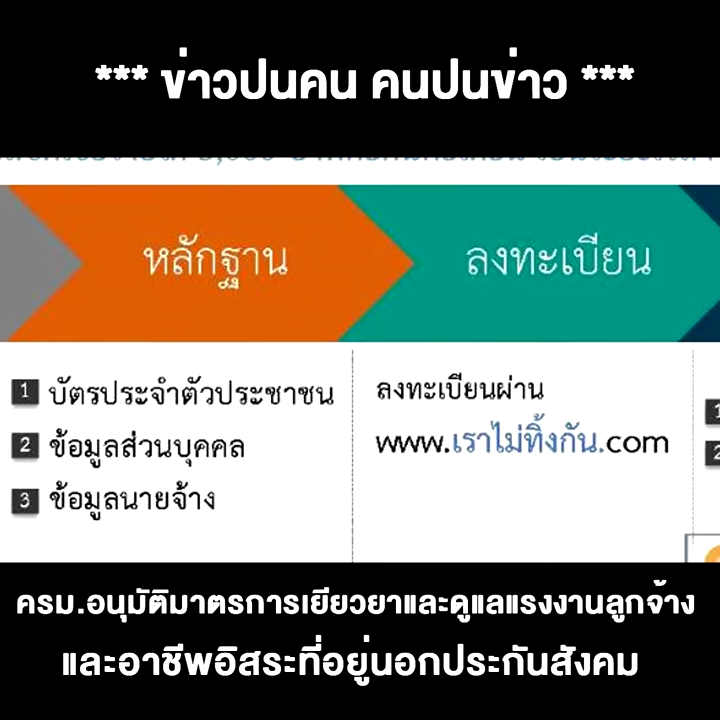 *** ข่าวปนคน คนปนข่าว ***
หลักฐาน
ลงทะเบียน
1 บัตรประจำตัวประชาชน
2 ข้อมูลส่วนบุคคล
3 ข้อมูลนายจ้าง
ลงทะเบียนผ่าน
www.เราไม่ทิ้งกัน.com
1
2
ครม.อนุมัติมาตรการเยียวยาและดูแลแรงงานลูกจ้าง
และอาชีพอิสระที่อยู่นอกประกันสังคม